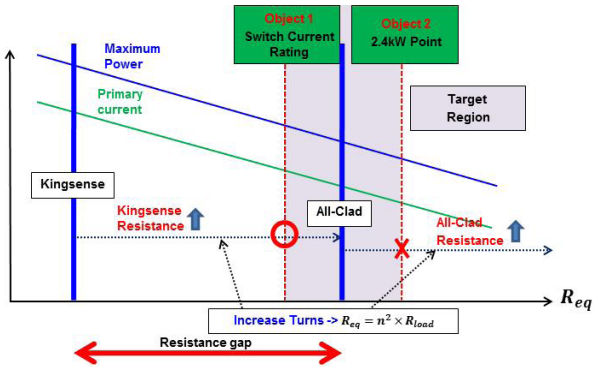 Object 1
Switch Current
Rating
Object 2
2.4kW Point
Maximum
Power
Primary
current
Target
Region
Kingsense
Kingsense
Resistance
All-Clad
All-Clad
Resistance
R_eq
Increase Turns -> R_eq = n² × R_load
Resistance gap